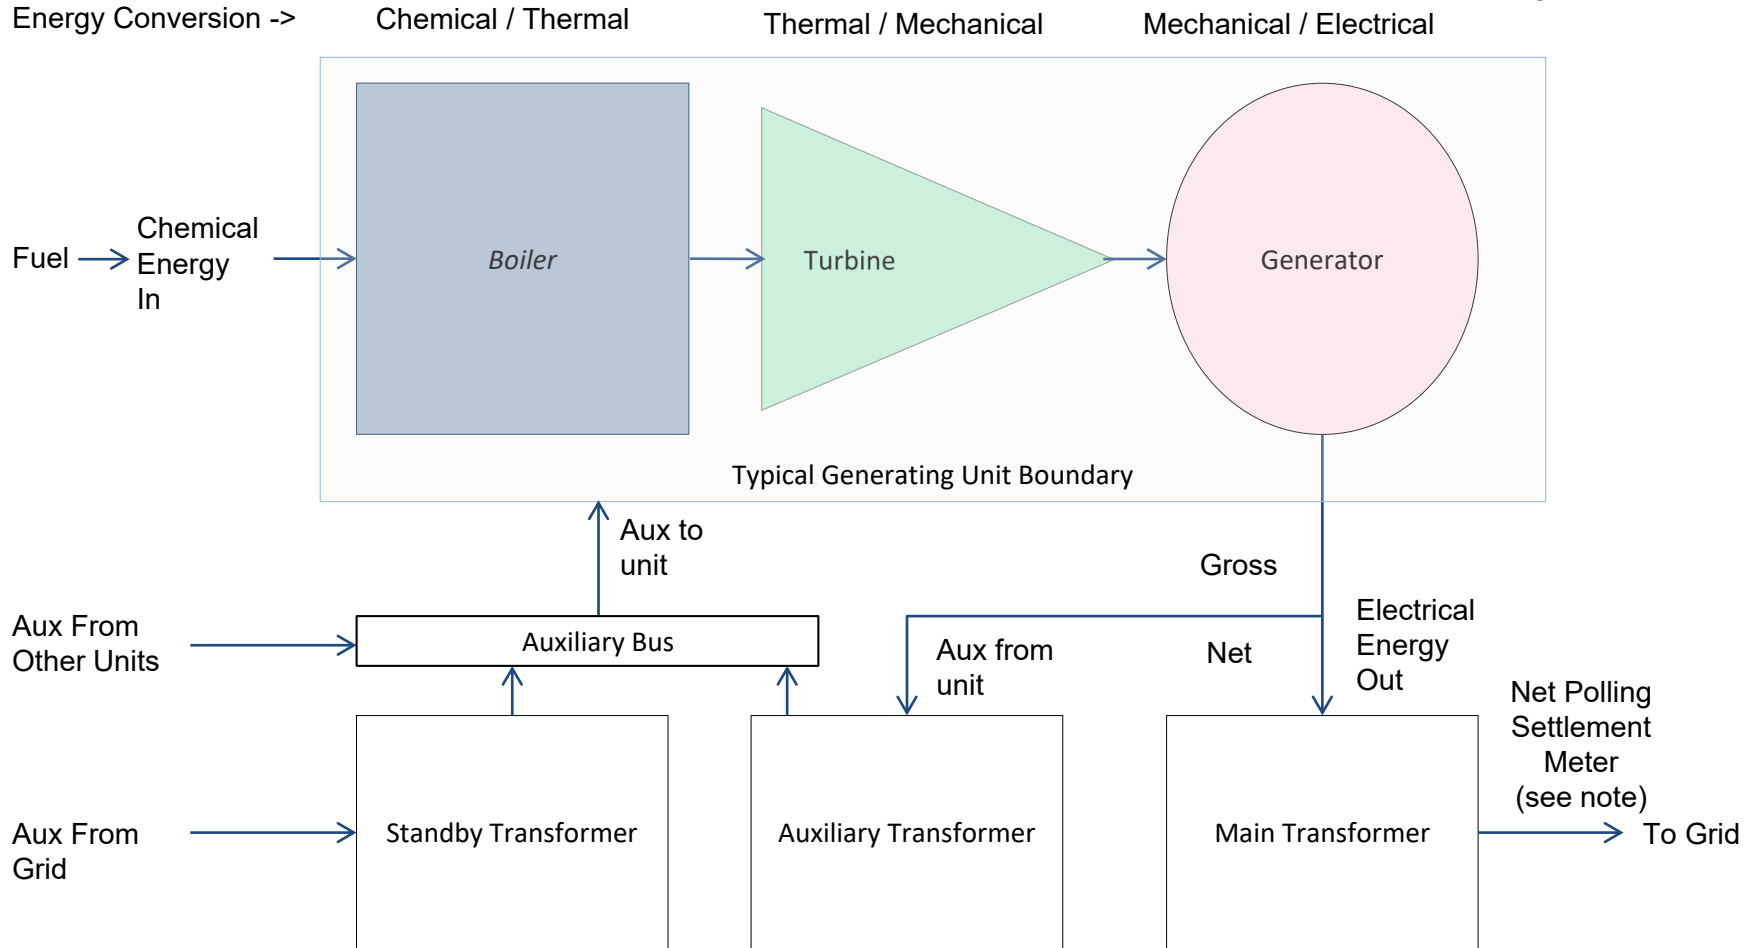 Energy Conversion ->
Chemical / Thermal
Thermal / Mechanical
Mechanical / Electrical
Fuel
Chemical
Energy
In
Boiler
Turbine
Generator
Typical Generating Unit Boundary
Aux to
unit
Gross
Aux From
Other Units
Auxiliary Bus
Aux from
unit
Net
Electrical
Energy
Out
Net Polling
Settlement
Meter
(see note)
Aux From
Grid
Standby Transformer
Auxiliary Transformer
Main Transformer
To Grid